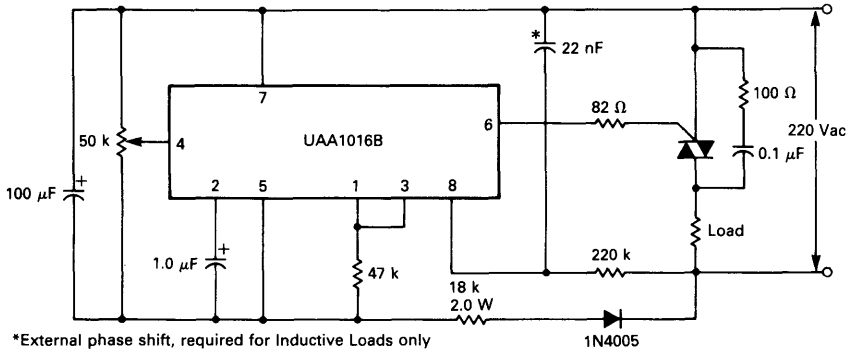 *
22 nF
7
82 Ω
100 Ω
6
50 k
4
UAA1016B
220 Vac
0.1 μF
+
100 μF
2
5
1
3
8
+
1.0 μF
47 k
Load
220 k
18 k
2.0 W
1N4005
*External phase shift, required for Inductive Loads only